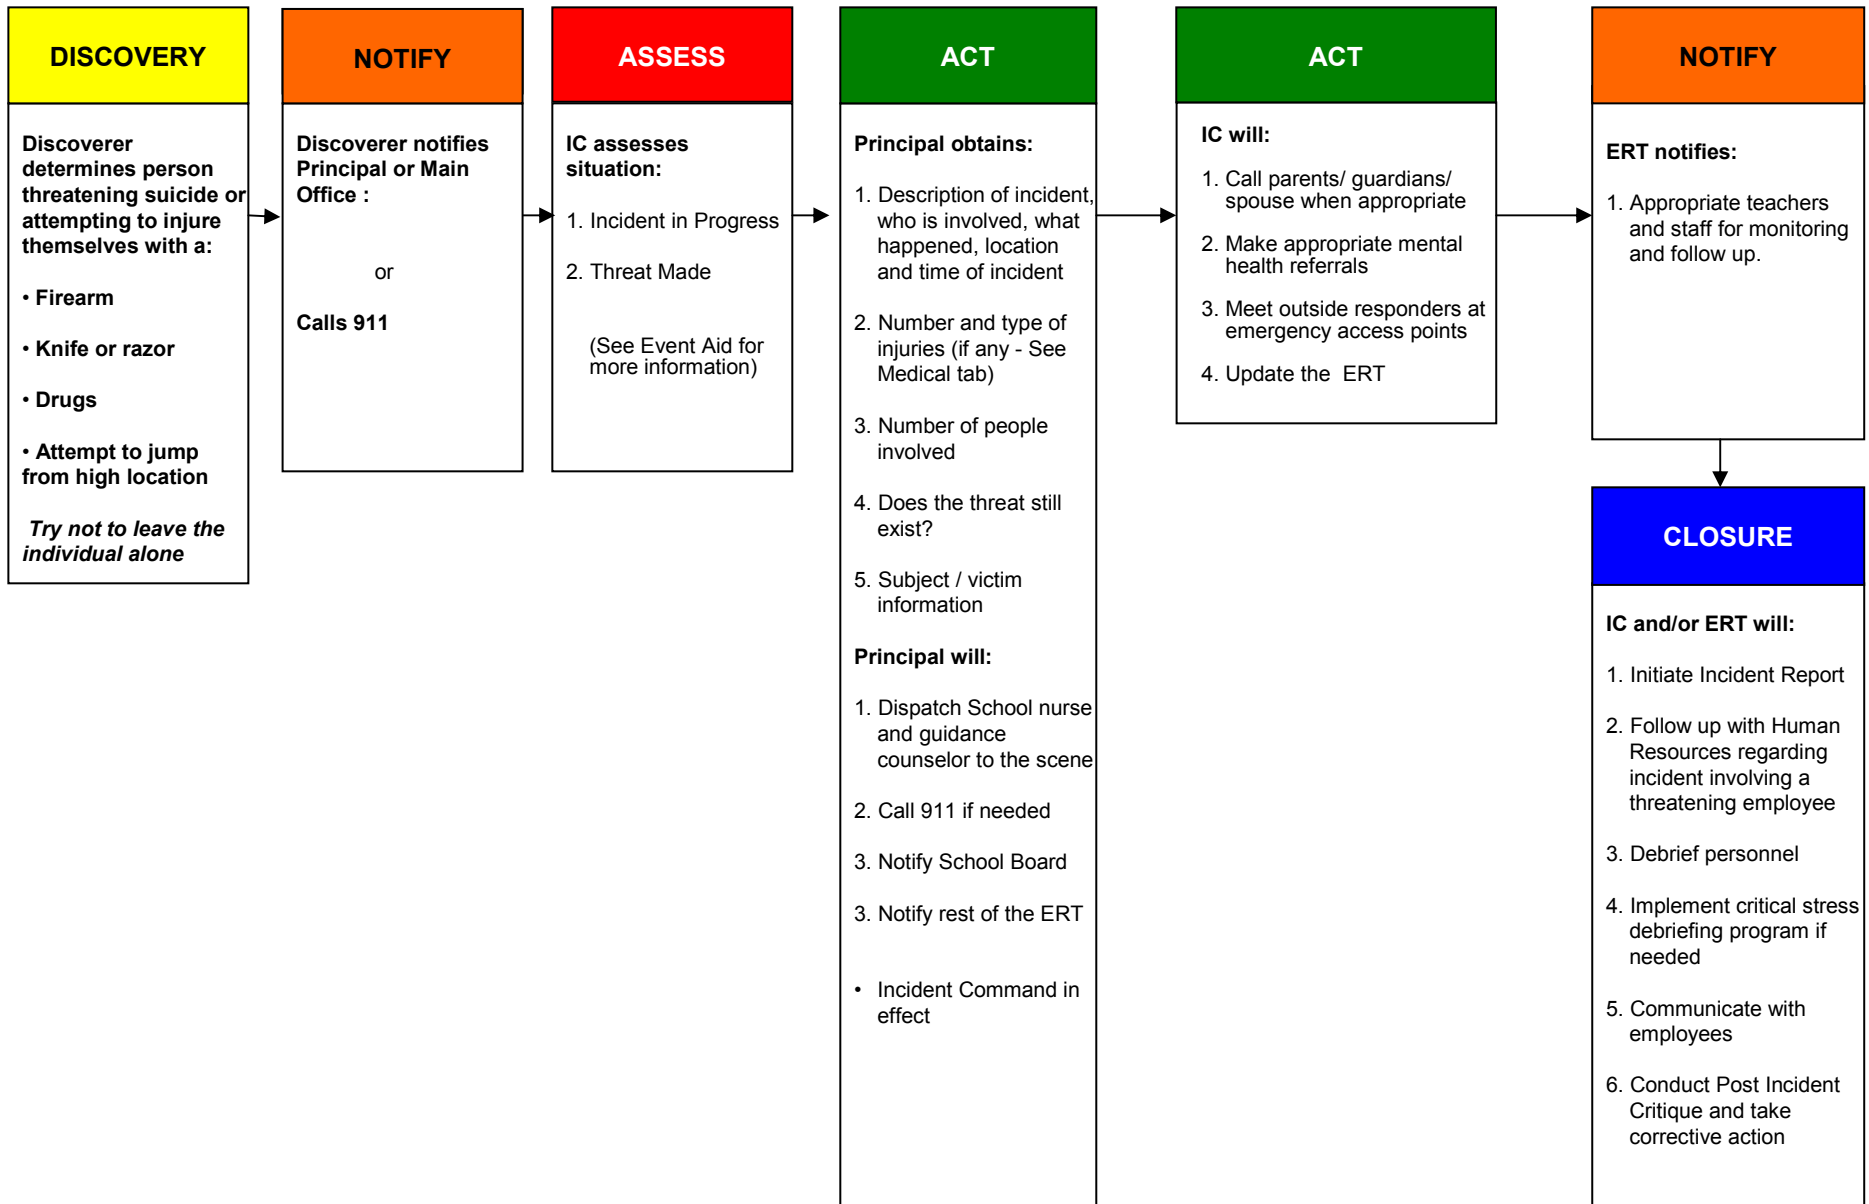 DISCOVERY
Discoverer
determines person
threatening suicide or
attempting to injure
themselves with a:
• Firearm
• Knife or razor
• Drugs
• Attempt to jump
from high location
Try not to leave the
individual alone
NOTIFY
Discoverer notifies
Principal or Main
Office :
or
Calls 911
ASSESS
IC assesses
situation:
1. Incident in Progress
2. Threat Made
(See Event Aid for
more information)
ACT
Principal obtains:
1. Description of incident,
who is involved, what
happened, location
and time of incident
2. Number and type of
injuries (if any - See
Medical tab)
3. Number of people
involved
4. Does the threat still
exist?
5. Subject / victim
information
Principal will:
1. Dispatch School nurse
and guidance
counselor to the scene
2. Call 911 if needed
3. Notify School Board
3. Notify rest of the ERT
• Incident Command in
effect
ACT
IC will:
1. Call parents/ guardians/
spouse when appropriate
2. Make appropriate mental
health referrals
3. Meet outside responders at
emergency access points
4. Update the ERT
NOTIFY
ERT notifies:
1. Appropriate teachers
and staff for monitoring
and follow up.
CLOSURE
IC and/or ERT will:
1. Initiate Incident Report
2. Follow up with Human
Resources regarding
incident involving a
threatening employee
3. Debrief personnel
4. Implement critical stress
debriefing program if
needed
5. Communicate with
employees
6. Conduct Post Incident
Critique and take
corrective action